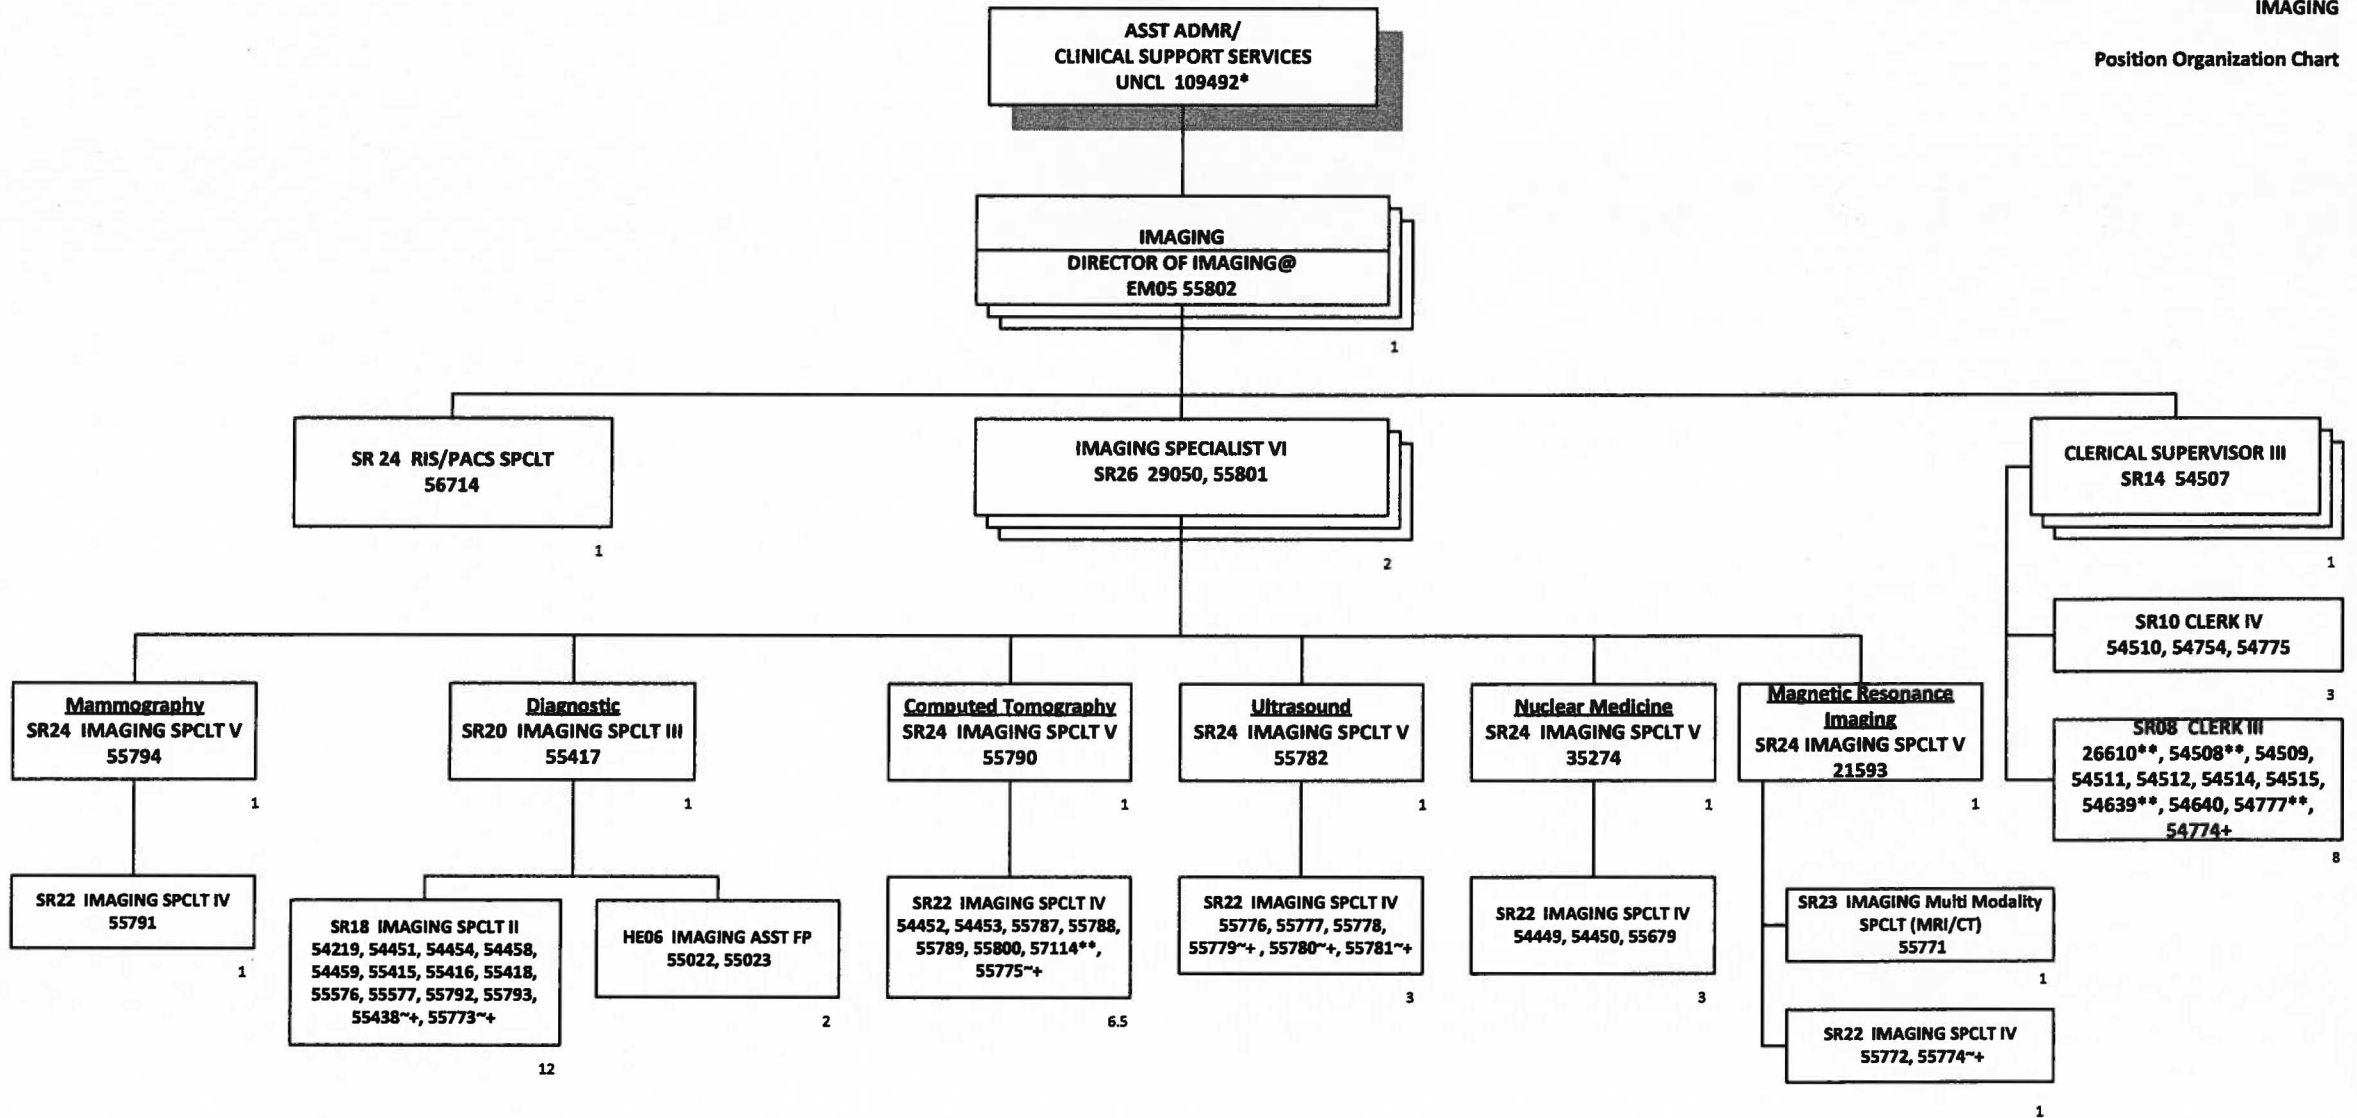 IMAGING
Position Organization Chart
ASST ADMR/
CLINICAL SUPPORT SERVICES
UNCL 109492*
IMAGING
DIRECTOR OF IMAGING@
EM05 55802
1
SR 24 RIS/PACS SPCLT
56714
1
IMAGING SPECIALIST VI
SR26 29050, 55801
2
CLERICAL SUPERVISOR III
SR14 54507
1
SR10 CLERK IV
54510, 54754, 54775
3
SR08 CLERK III
26610**, 54508**, 54509,
54511, 54512, 54514, 54515,
54639**, 54640, 54777**,
54774+
8
Mammography
SR24 IMAGING SPCLT V
55794
1
SR22 IMAGING SPCLT IV
55791
1
Diagnostic
SR20 IMAGING SPCLT III
55417
1
SR18 IMAGING SPCLT II
54219, 54451, 54454, 54458,
54459, 55415, 55416, 55418,
55576, 55577, 55792, 55793,
55438~+, 55773~+
12
HE06 IMAGING ASST FP
55022, 55023
2
Computed Tomography
SR24 IMAGING SPCLT V
55790
1
SR22 IMAGING SPCLT IV
54452, 54453, 55787, 55788,
55789, 55800, 57114**,
55775~+
6.5
Ultrasound
SR24 IMAGING SPCLT V
55782
1
SR22 IMAGING SPCLT IV
55776, 55777, 55778,
55779~+ , 55780~+, 55781~+
3
Nuclear Medicine
SR24 IMAGING SPCLT V
35274
1
SR22 IMAGING SPCLT IV
54449, 54450, 55679
3
Magnetic Resonance
Imaging
SR24 IMAGING SPCLT V
21593
1
SR23 IMAGING Multi Modality
SPCLT (MRI/CT)
55771
1
SR22 IMAGING SPCLT IV
55772, 55774~+
1